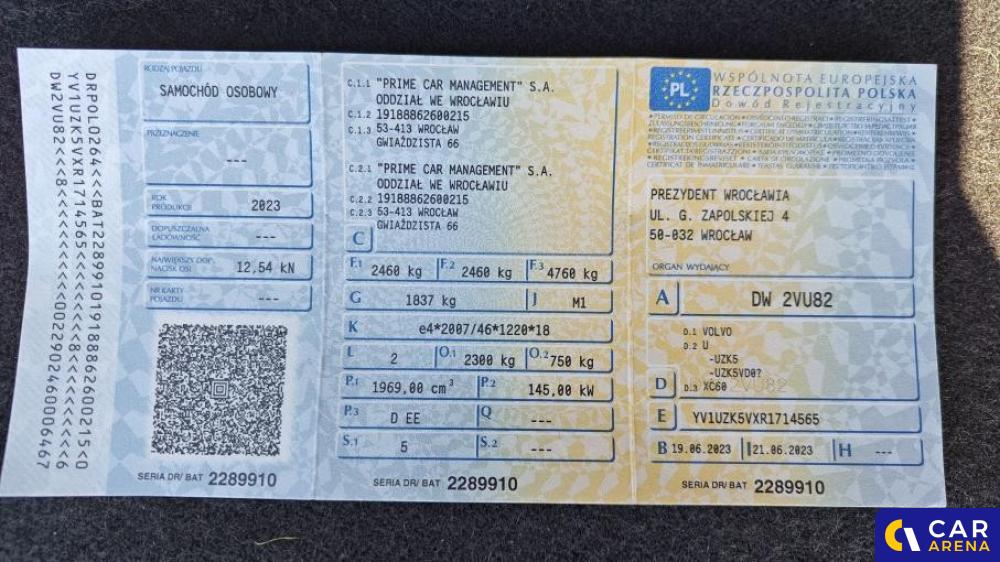 DRPOLO264<<<BAT22899101918886260021​5<0
YV1UZK5VXR1714565<<<<<<<<<8<<<<<<6
DW2VU82<<<8<<<<<<<<<<0022902460006467
RODZAJ POJAZDU
SAMOCHÓD OSOBOWY
PRZEZNACZENIE
---
ROK PRODUKCJI
2023
DOPUSZCZALNA ŁADOWNOŚĆ
---
NAJWIĘKSZY DOP. NACISK OSI
12,54 kN
NR KARTY POJAZDU
---
SERIA DR/ BAT 2289910
C.1.1 "PRIME CAR MANAGEMENT" S.A.
ODDZIAŁ WE WROCŁAWIU
C.1.2 19188862600215
C.1.3 53-413 WROCŁAW
GWIAŹDZISTA 66
C.2.1 "PRIME CAR MANAGEMENT" S.A.
ODDZIAŁ WE WROCŁAWIU
C.2.2 19188862600215
C.2.3 53-413 WROCŁAW
GWIAŹDZISTA 66
C
F.1 2460 kg F.2 2460 kg F.3 4760 kg
G 1837 kg J M1
K e4*2007/46*1220*18
L 2 O.1 2300 kg O.2 750 kg
P.1 1969,00 cm³ P.2 145,00 kW
P.3 D EE Q ---
S.1 5 S.2 ---
SERIA DR/ BAT 2289910
PL
WSPÓLNOTA EUROPEJSKA
RZECZPOSPOLITA POLSKA
Dowód Rejestracyjny
PREZYDENT WROCŁAWIA
UL. G. ZAPOLSKIEJ 4
50-032 WROCŁAW
ORGAN WYDAJĄCY
A DW 2VU82
D.1 VOLVO
D.2 U
-UZK5
-UZK5VD0?
D D.3 XC60
E YV1UZK5VXR1714565
B 19.06.2023 I 21.06.2023 H ---
SERIA DR/ BAT 2289910
CAR
ARENA